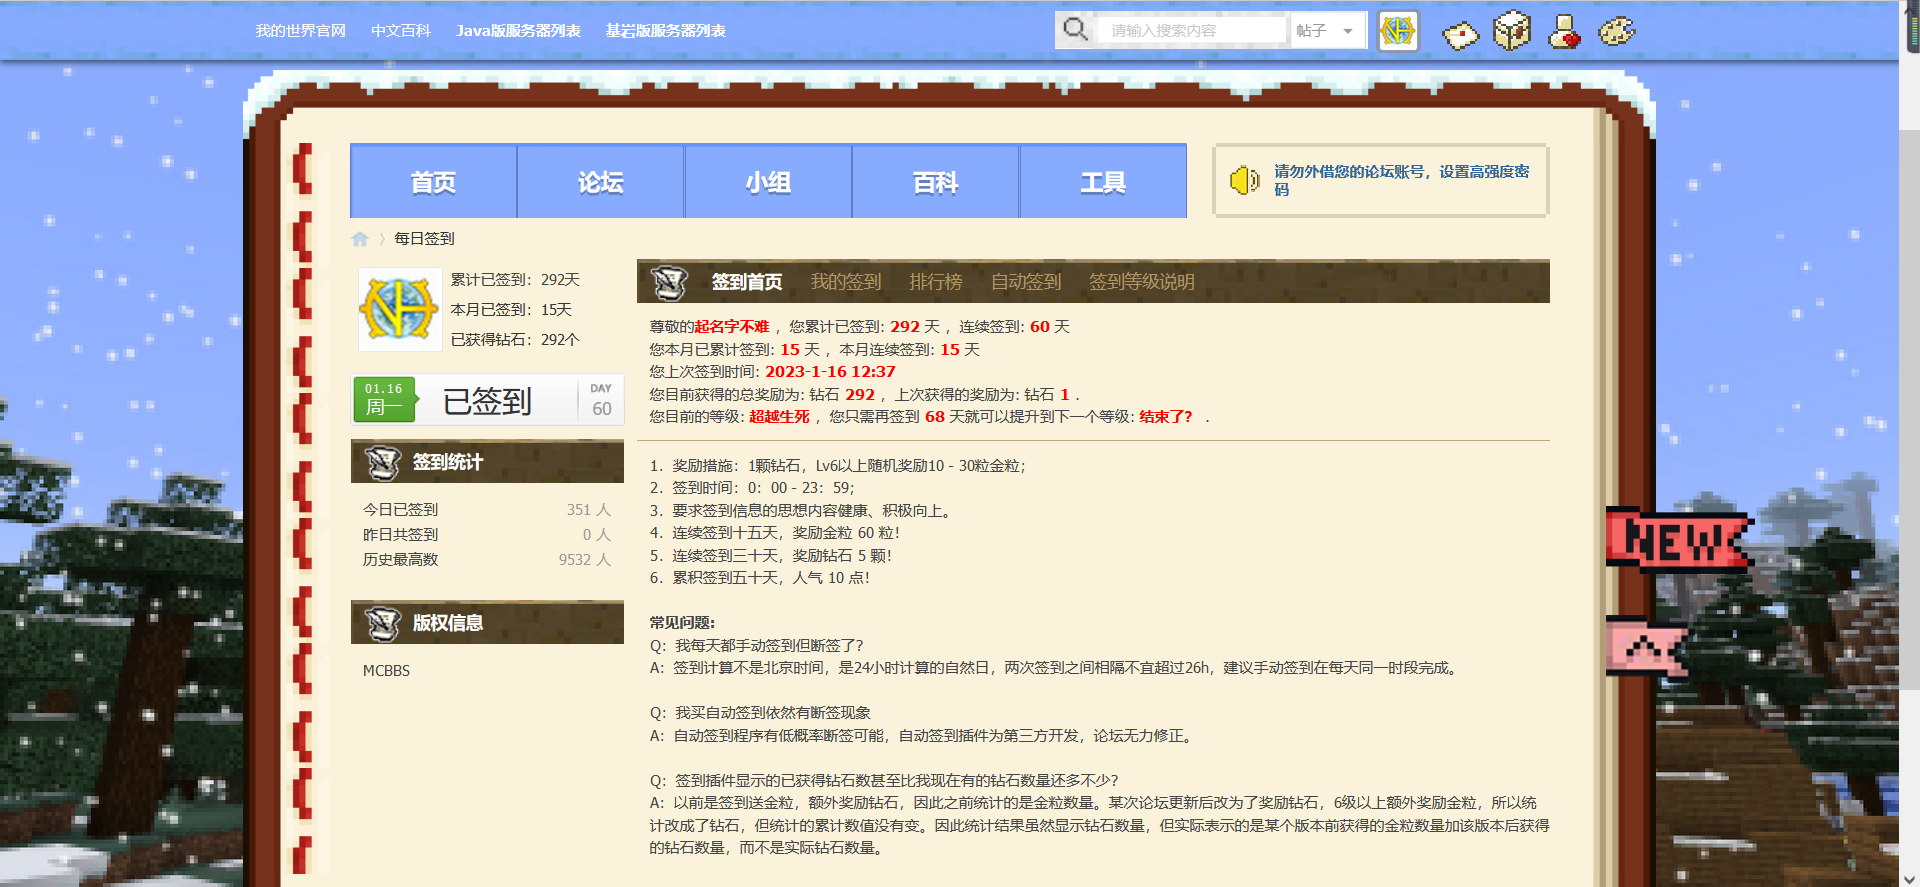 我的世界官网 中文百科 Java版服务器列表 基岩版服务器列表 请输入搜索内容 帖子
首页 论坛 小组 百科 工具
请勿外借您的论坛账号，设置高强度密
码
每日签到
累计已签到：292天
本月已签到：15天
已获得钻石：292个
01.16
周一
已签到
DAY
60
签到统计
今日已签到 351 人
昨日共签到 0 人
历史最高数 9532 人
版权信息
MCBBS
签到首页 我的签到 排行榜 自动签到 签到等级说明
尊敬的起名字不难 ，您累计已签到: 292 天 ，连续签到: 60 天
您本月已累计签到: 15 天 ，本月连续签到: 15 天
您上次签到时间: 2023-1-16 12:37
您目前获得的总奖励为: 钻石 292 ，上次获得的奖励为: 钻石 1 .
您目前的等级: 超越生死 ，您只需再签到 68 天就可以提升到下一个等级: 结束了？ .
1. 奖励措施：1颗钻石，Lv6以上随机奖励10 - 30粒金粒；
2. 签到时间：0：00 - 23：59；
3. 要求签到信息的思想内容健康、积极向上。
4. 连续签到十五天，奖励金粒 60 粒！
5. 连续签到三十天，奖励钻石 5 颗！
6. 累积签到五十天，人气 10 点！
常见问题:
Q：我每天都手动签到但断签了？
A：签到计算不是北京时间，是24小时计算的自然日，两次签到之间相隔不宜超过26h，建议手动签到在每天同一时段完成。
Q：我买自动签到依然有断签现象
A：自动签到程序有低概率断签可能，自动签到插件为第三方开发，论坛无力修正。
Q：签到插件显示的已获得钻石数甚至比我现在有的钻石数量还多不少？
A：以前是签到送金粒，额外奖励钻石，因此之前统计的是金粒数量。某次论坛更新后改为了奖励钻石，6级以上额外奖励金粒，所以统
计改成了钻石，但统计的累计数值没有变。因此统计结果虽然显示钻石数量，但实际表示的是某个版本前获得的金粒数量加该版本后获得
的钻石数量，而不是实际钻石数量。
NEW